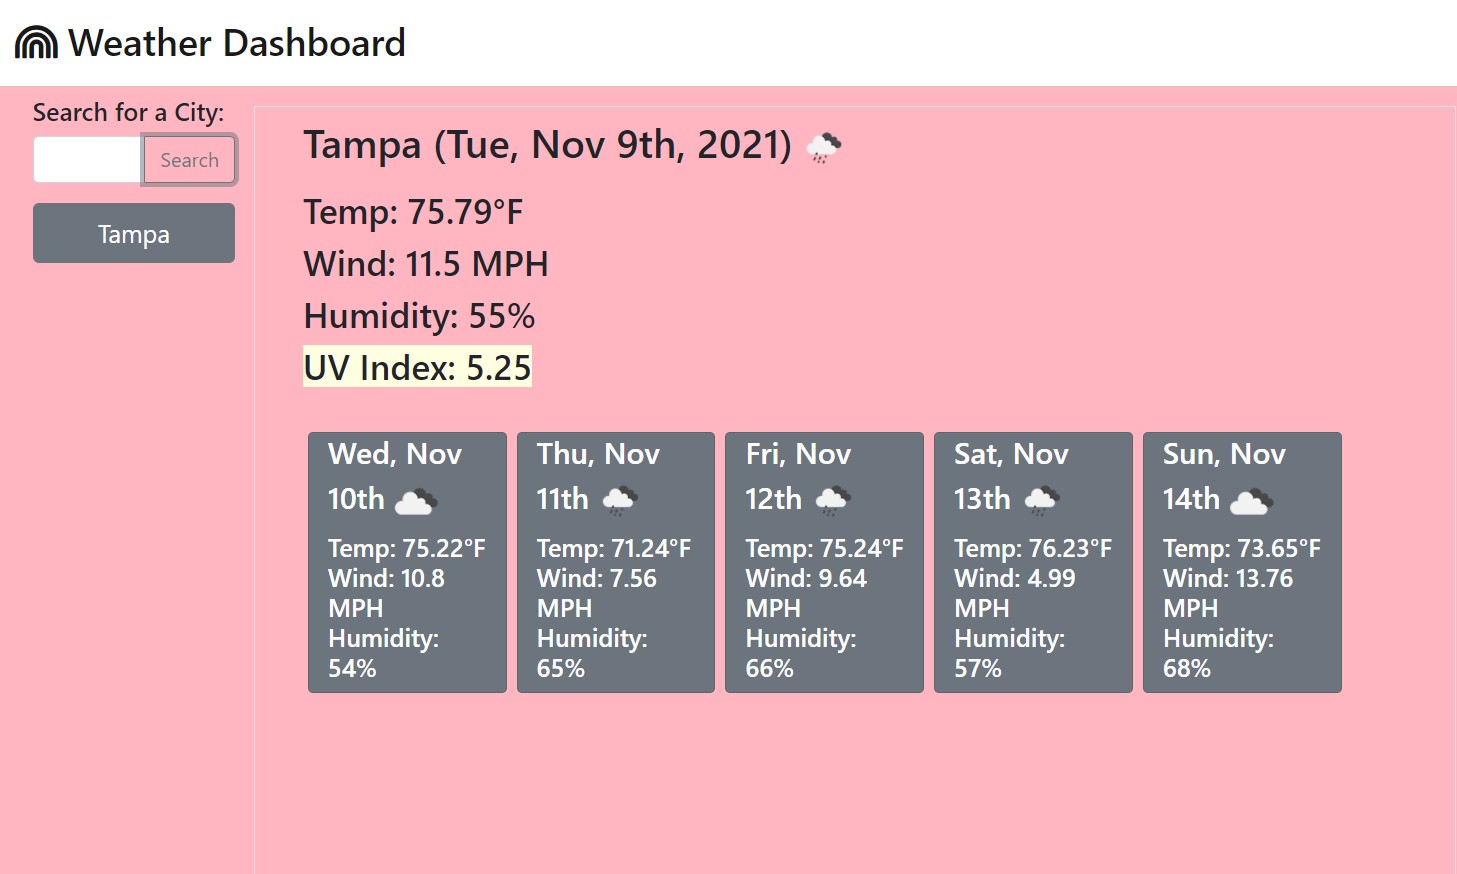 Weather Dashboard
Search for a City:
Search
Tampa
Tampa (Tue, Nov 9th, 2021)
Temp: 75.79°F
Wind: 11.5 MPH
Humidity: 55%
UV Index: 5.25
Wed, Nov
10th
Temp: 75.22°F
Wind: 10.8
MPH
Humidity:
54%
Thu, Nov
11th
Temp: 71.24°F
Wind: 7.56
MPH
Humidity:
65%
Fri, Nov
12th
Temp: 75.24°F
Wind: 9.64
MPH
Humidity:
66%
Sat, Nov
13th
Temp: 76.23°F
Wind: 4.99
MPH
Humidity:
57%
Sun, Nov
14th
Temp: 73.65°F
Wind: 13.76
MPH
Humidity:
68%